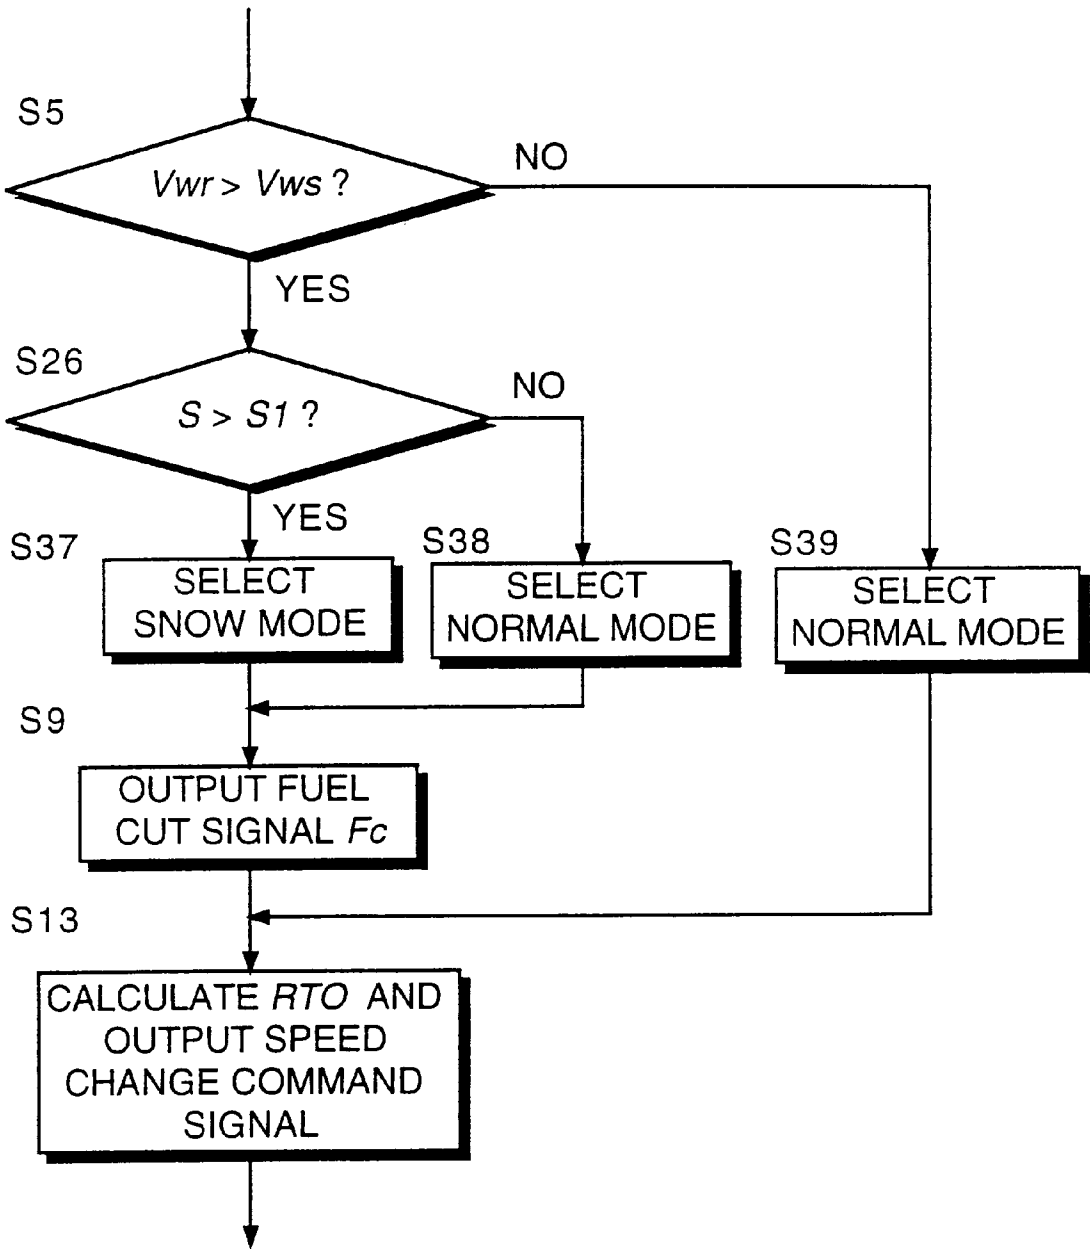 S5
Vwr > Vws ?
NO
YES
S26
S > S1 ?
NO
YES
S37
SELECT
SNOW MODE
S38
SELECT
NORMAL MODE
S39
SELECT
NORMAL MODE
S9
OUTPUT FUEL
CUT SIGNAL Fc
S13
CALCULATE RTO AND
OUTPUT SPEED
CHANGE COMMAND
SIGNAL